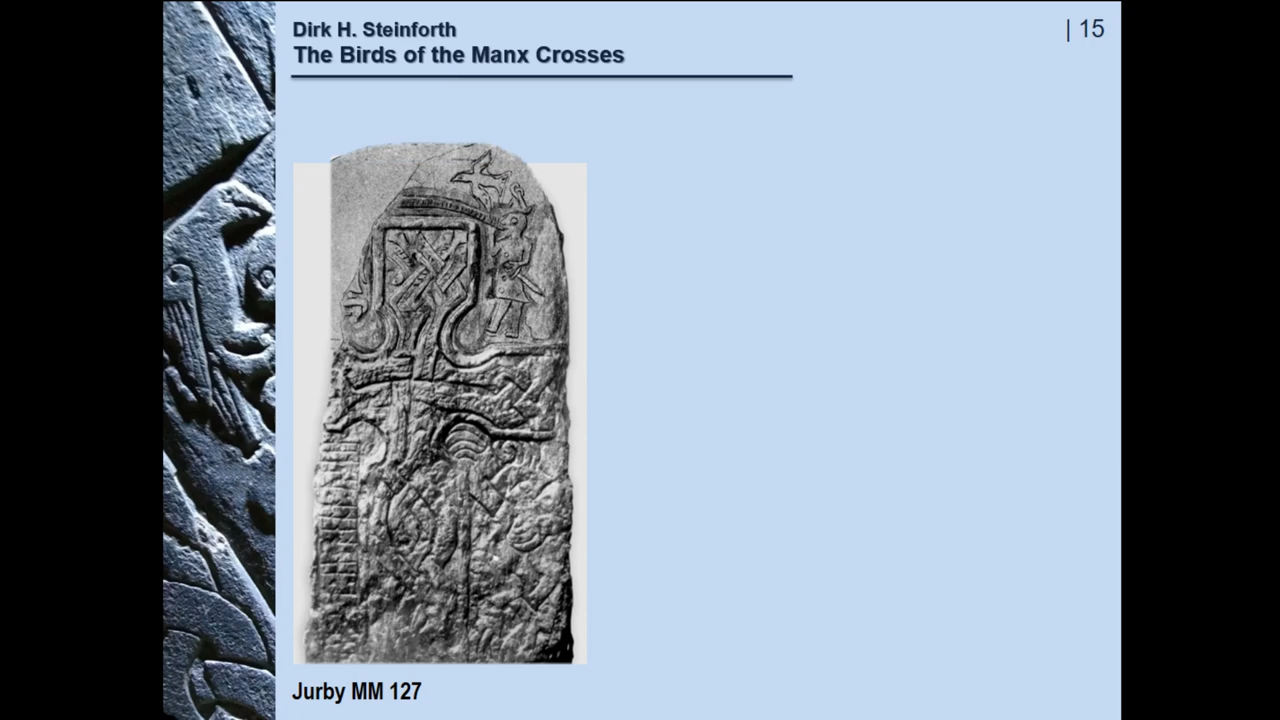 Dirk H. Steinforth
The Birds of the Manx Crosses
| 15
Jurby MM 127